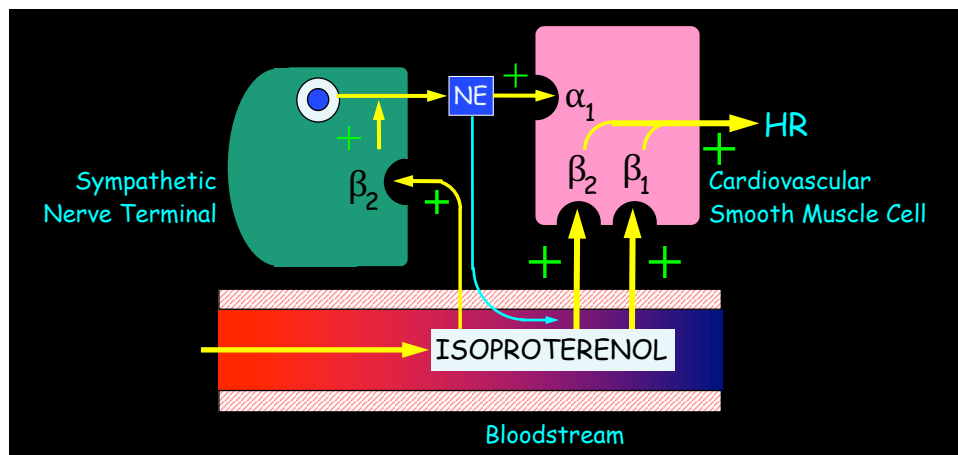 NE
+
α1
HR
+
+
β2
β2
β1
+
Sympathetic
Nerve Terminal
+
Cardiovascular
Smooth Muscle Cell
+
ISOPROTERENOL
Bloodstream